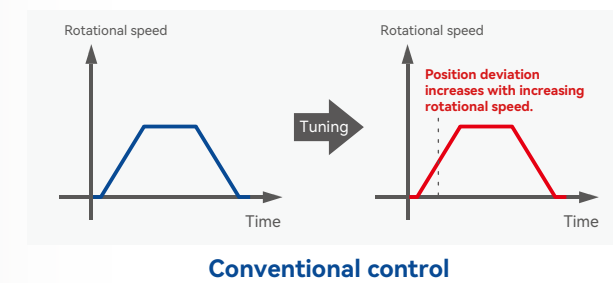 Rotational speed
Rotational speed
Position deviation
increases with increasing
rotational speed.
Tuning
Time
Time
Conventional control